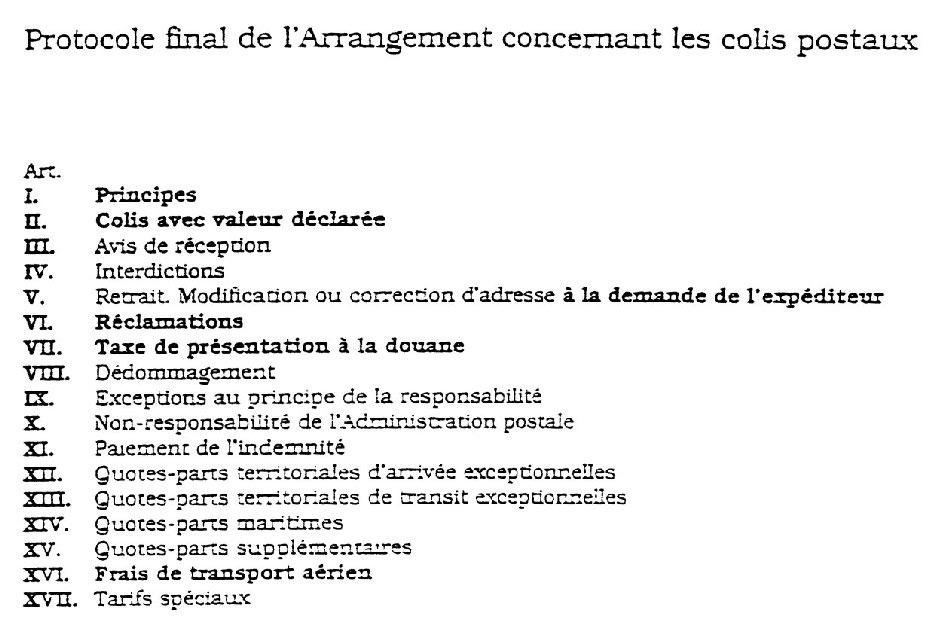 Protocole final de l'Arrangement concernant les colis postaux
Art.
I. Principes
II. Colis avec valeur déclarée
III. Avis de réception
IV. Interdictions
V. Retrait. Modification ou correction d'adresse à la demande de l'expéditeur
VI. Réclamations
VII. Taxe de présentation à la douane
VIII. Dédommagement
IX. Exceptions au principe de la responsabilité
X. Non-responsabilité de l'Administration postale
XI. Paiement de l'indemnité
XII. Quotes-parts territoriales d'arrivée exceptionnelles
XIII. Quotes-parts territoriales de transit exceptionnelles
XIV. Quotes-parts maritimes
XV. Quotes-parts supplémentaires
XVI. Frais de transport aérien
XVII. Tarifs spéciaux